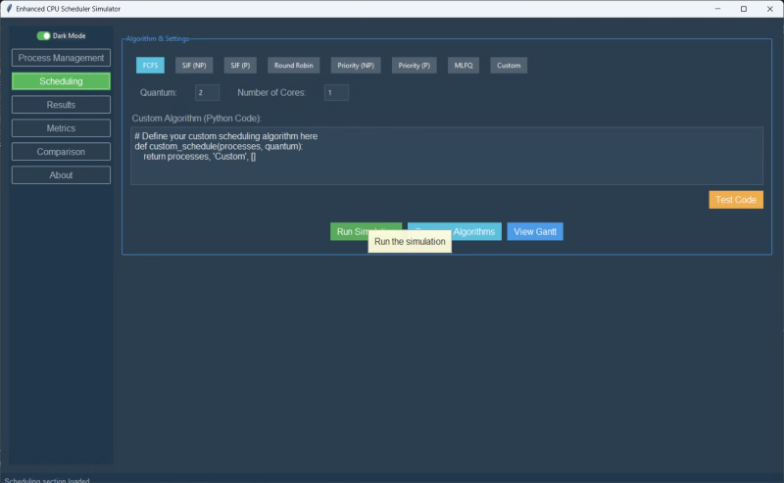 Enhanced CPU Scheduler Simulator
Dark Mode
Process Management
Scheduling
Results
Metrics
Comparison
About
Algorithm & Settings
FCFS SJF (NP) SJF (P) Round Robin Priority (NP) Priority (P) MLFQ Custom
Quantum: 2 Number of Cores: 1
Custom Algorithm (Python Code):
# Define your custom scheduling algorithm here
def custom_schedule(processes, quantum):
return processes, 'Custom', []
Test Code
Run Algorithms View Gantt
Run the simulation
Scheduling section loaded